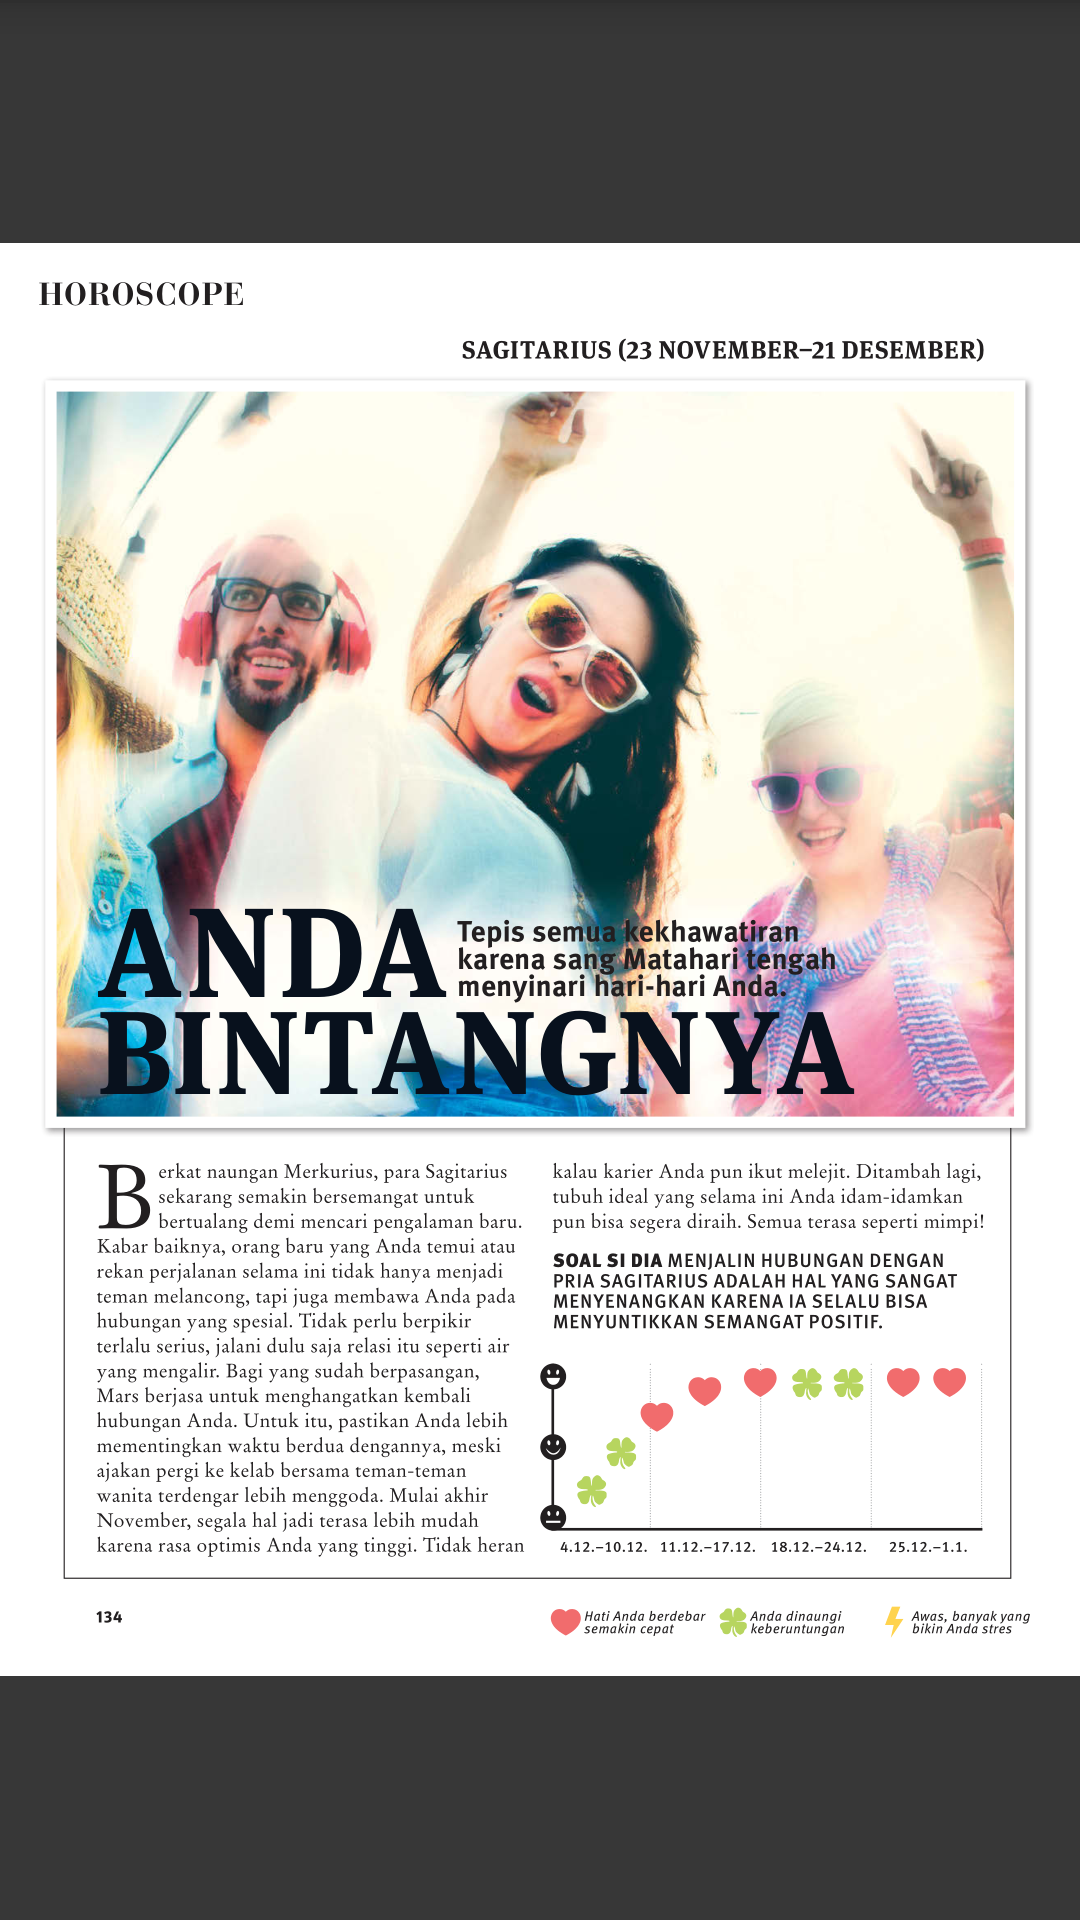 HOROSCOPE
SAGITARIUS (23 NOVEMBER–21 DESEMBER)
ANDA
Tepis semua kekhawatiran
karena sang Matahari tengah
menyinari hari-hari Anda.
BINTANGNYA
Berkat naungan Merkurius, para Sagitarius
sekarang semakin bersemangat untuk
bertualang demi mencari pengalaman baru.
Kabar baiknya, orang baru yang Anda temui atau
rekan perjalanan selama ini tidak hanya menjadi
teman melancong, tapi juga membawa Anda pada
hubungan yang spesial. Tidak perlu berpikir
terlalu serius, jalani dulu saja relasi itu seperti air
yang mengalir. Bagi yang sudah berpasangan,
Mars berjasa untuk menghangatkan kembali
hubungan Anda. Untuk itu, pastikan Anda lebih
mementingkan waktu berdua dengannya, meski
ajakan pergi ke kelab bersama teman-teman
wanita terdengar lebih menggoda. Mulai akhir
November, segala hal jadi terasa lebih mudah
karena rasa optimis Anda yang tinggi. Tidak heran
kalau karier Anda pun ikut melejit. Ditambah lagi,
tubuh ideal yang selama ini Anda idam-idamkan
pun bisa segera diraih. Semua terasa seperti mimpi!
SOAL SI DIA MENJALIN HUBUNGAN DENGAN
PRIA SAGITARIUS ADALAH HAL YANG SANGAT
MENYENANGKAN KARENA IA SELALU BISA
MENYUNTIKKAN SEMANGAT POSITIF.
4.12.–10.12. 11.12.–17.12. 18.12.–24.12. 25.12.–1.1.
134
Hati Anda berdebar
semakin cepat
Anda dinaungi
keberuntungan
Awas, banyak yang
bikin Anda stres